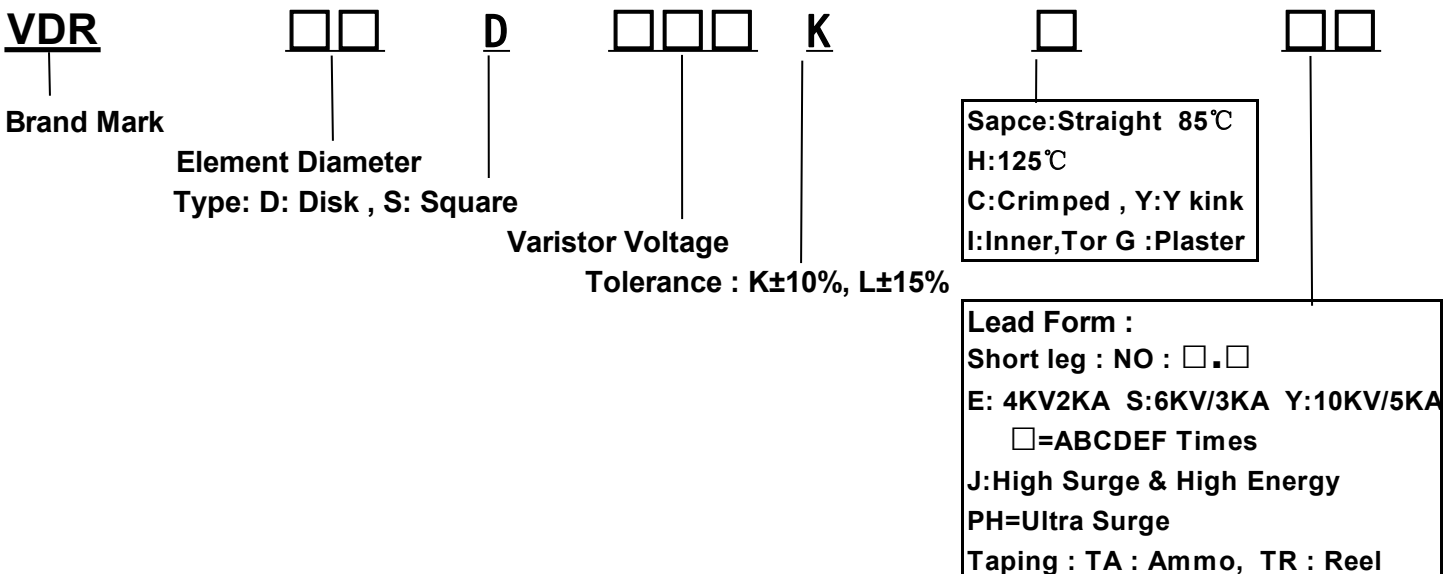 VDR □□ D □□□ K □ □□
Brand Mark
Element Diameter
Type: D: Disk , S: Square
Varistor Voltage
Tolerance : K±10%, L±15%
Sapce:Straight 85℃
H:125℃
C:Crimped , Y:Y kink
I:Inner,Tor G :Plaster
Lead Form :
Short leg : NO : □.□
E: 4KV2KA S:6KV/3KA Y:10KV/5KA
□=ABCDEF Times
J:High Surge & High Energy
PH=Ultra Surge
Taping : TA : Ammo, TR : Reel